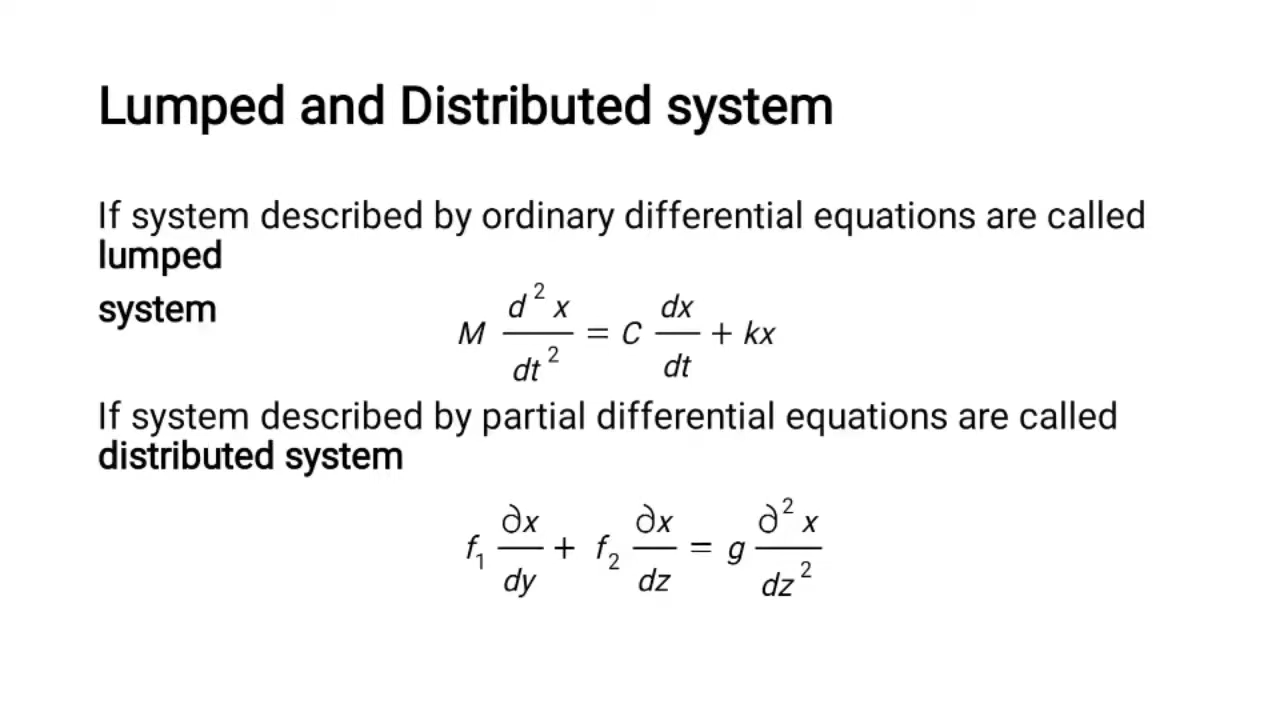 Lumped and Distributed system
If system described by ordinary differential equations are called
lumped
system
M d²x/dt² = C dx/dt + kx
If system described by partial differential equations are called
distributed system
f₁ ∂x/dy + f₂ ∂x/dz = g ∂²x/dz²